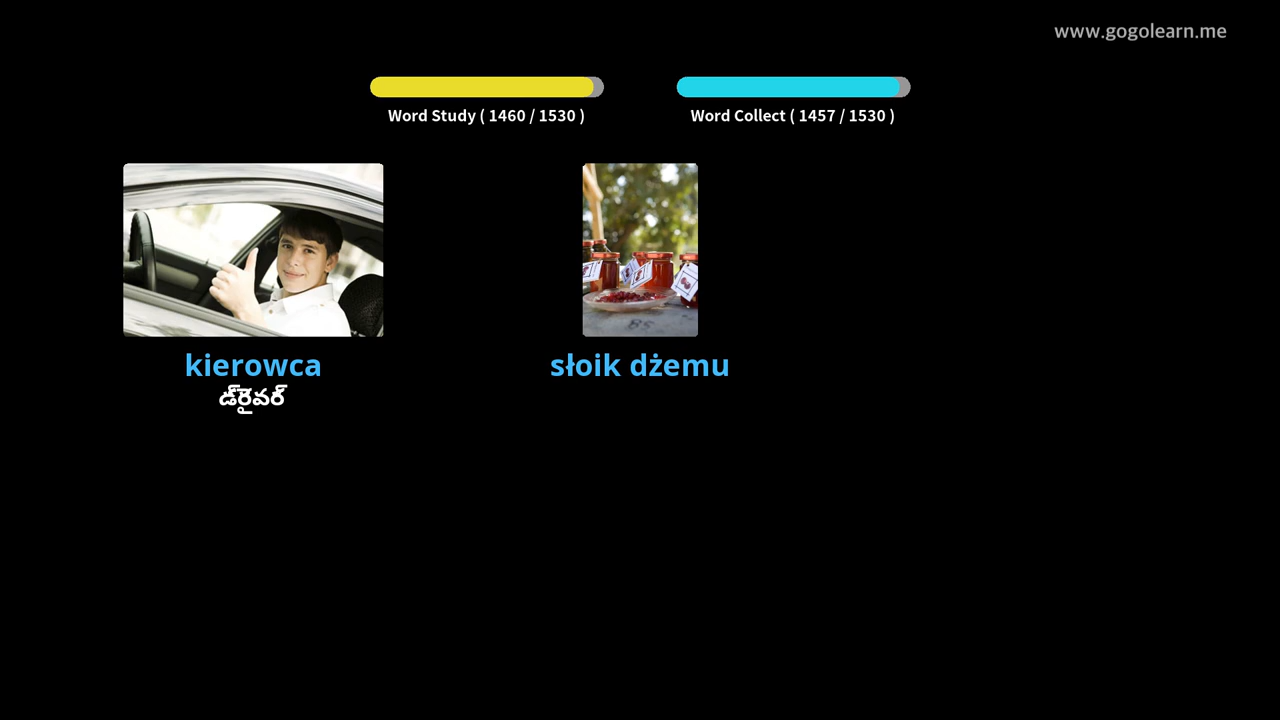 www.gogolearn.me
Word Study ( 1460 / 1530 )
Word Collect ( 1457 / 1530 )
kierowca
słoik dżemu
డ్రైవర్